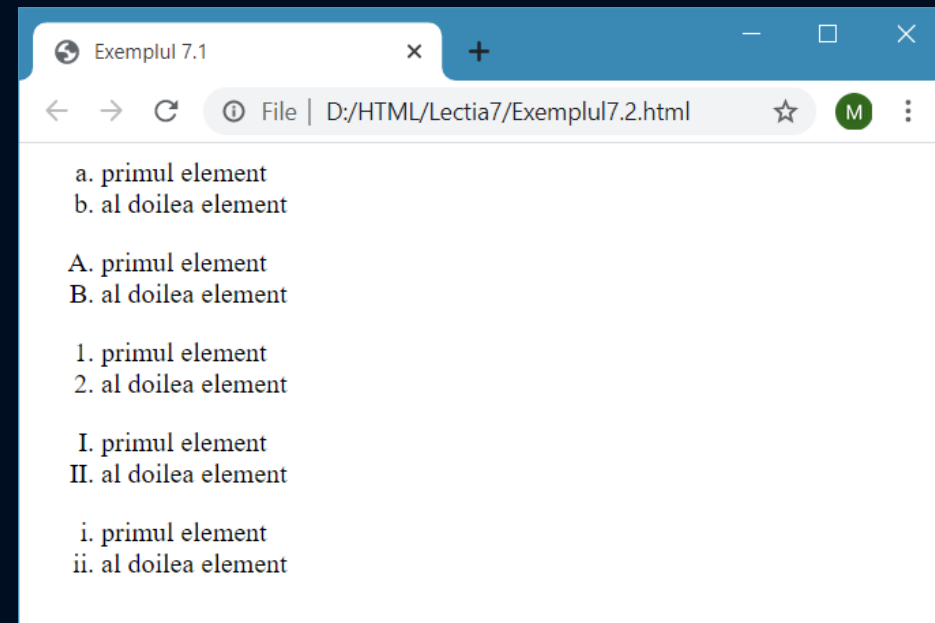 Exemplul 7.1
File | D:/HTML/Lectia7/Exemplul7.2.html M
a. primul element
b. al doilea element
A. primul element
B. al doilea element
1. primul element
2. al doilea element
I. primul element
II. al doilea element
i. primul element
ii. al doilea element